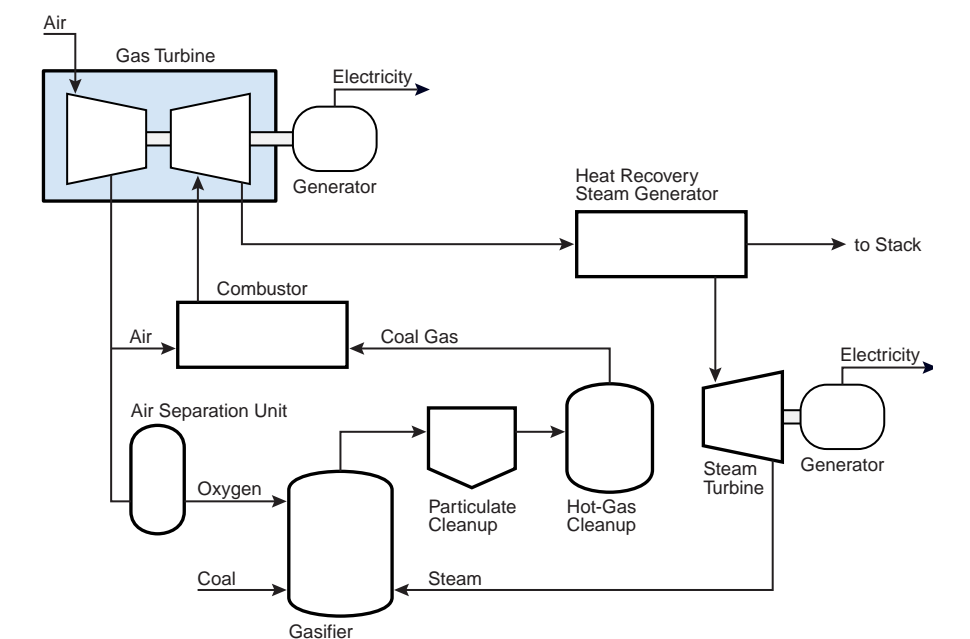 Air
Gas Turbine
Electricity
Generator
Heat Recovery
Steam Generator
to Stack
Combustor
Air
Coal Gas
Electricity
Air Separation Unit
Steam
Turbine
Generator
Oxygen
Particulate
Cleanup
Hot-Gas
Cleanup
Coal
Steam
Gasifier